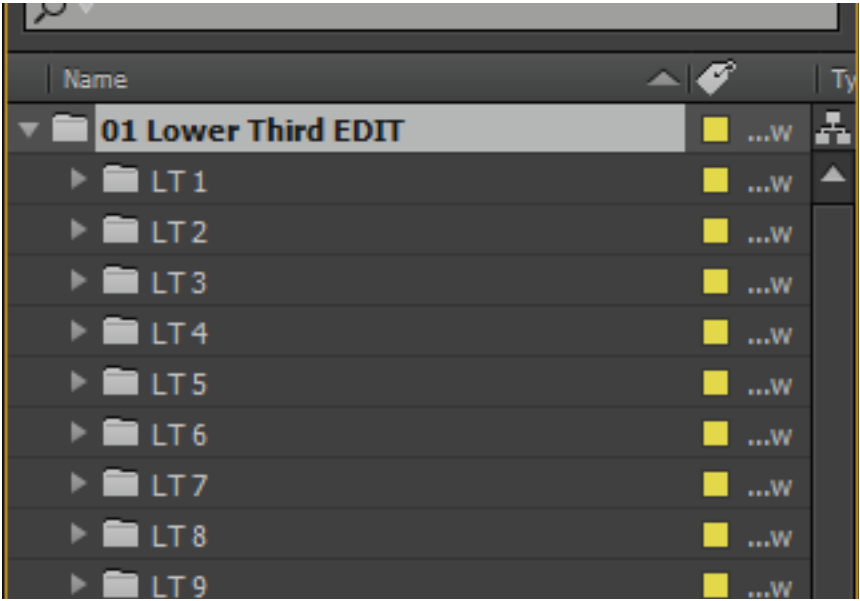 Name Ty
01 Lower Third EDIT ...w
LT 1 ...w
LT 2 ...w
LT 3 ...w
LT 4 ...w
LT 5 ...w
LT 6 ...w
LT 7 ...w
LT 8 ...w
LT 9 ...w